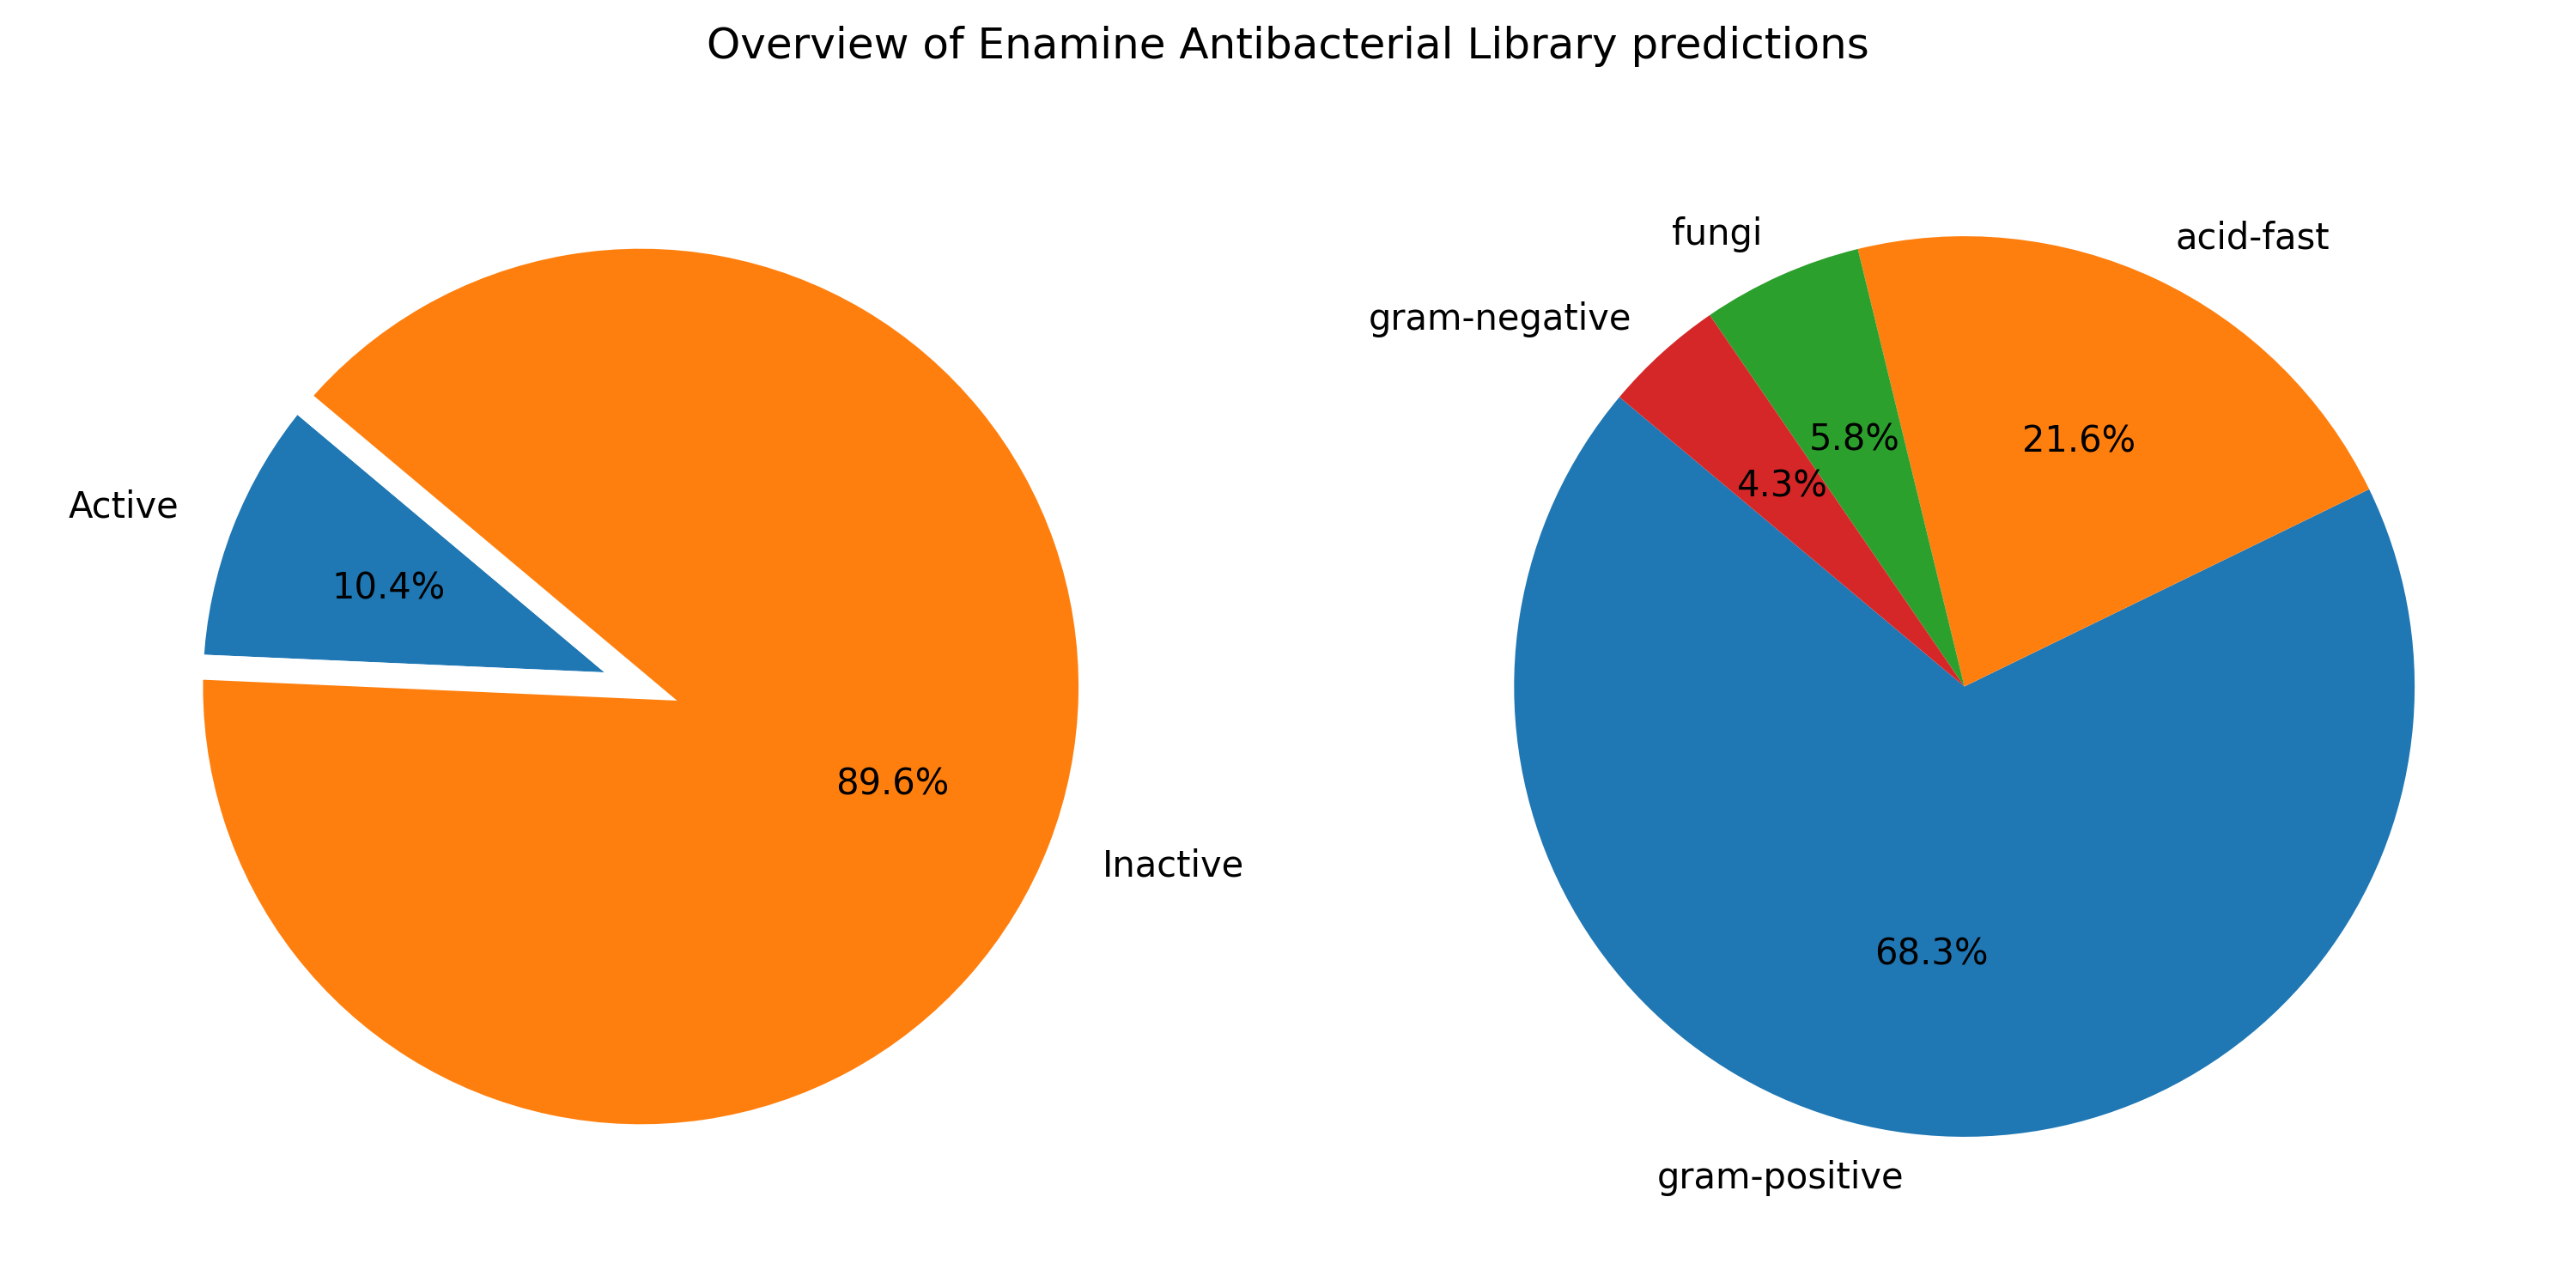 Overview of Enamine Antibacterial Library predictions
Active
10.4%
89.6%
Inactive
fungi
acid-fast
gram-negative
5.8%
21.6%
4.3%
68.3%
gram-positive